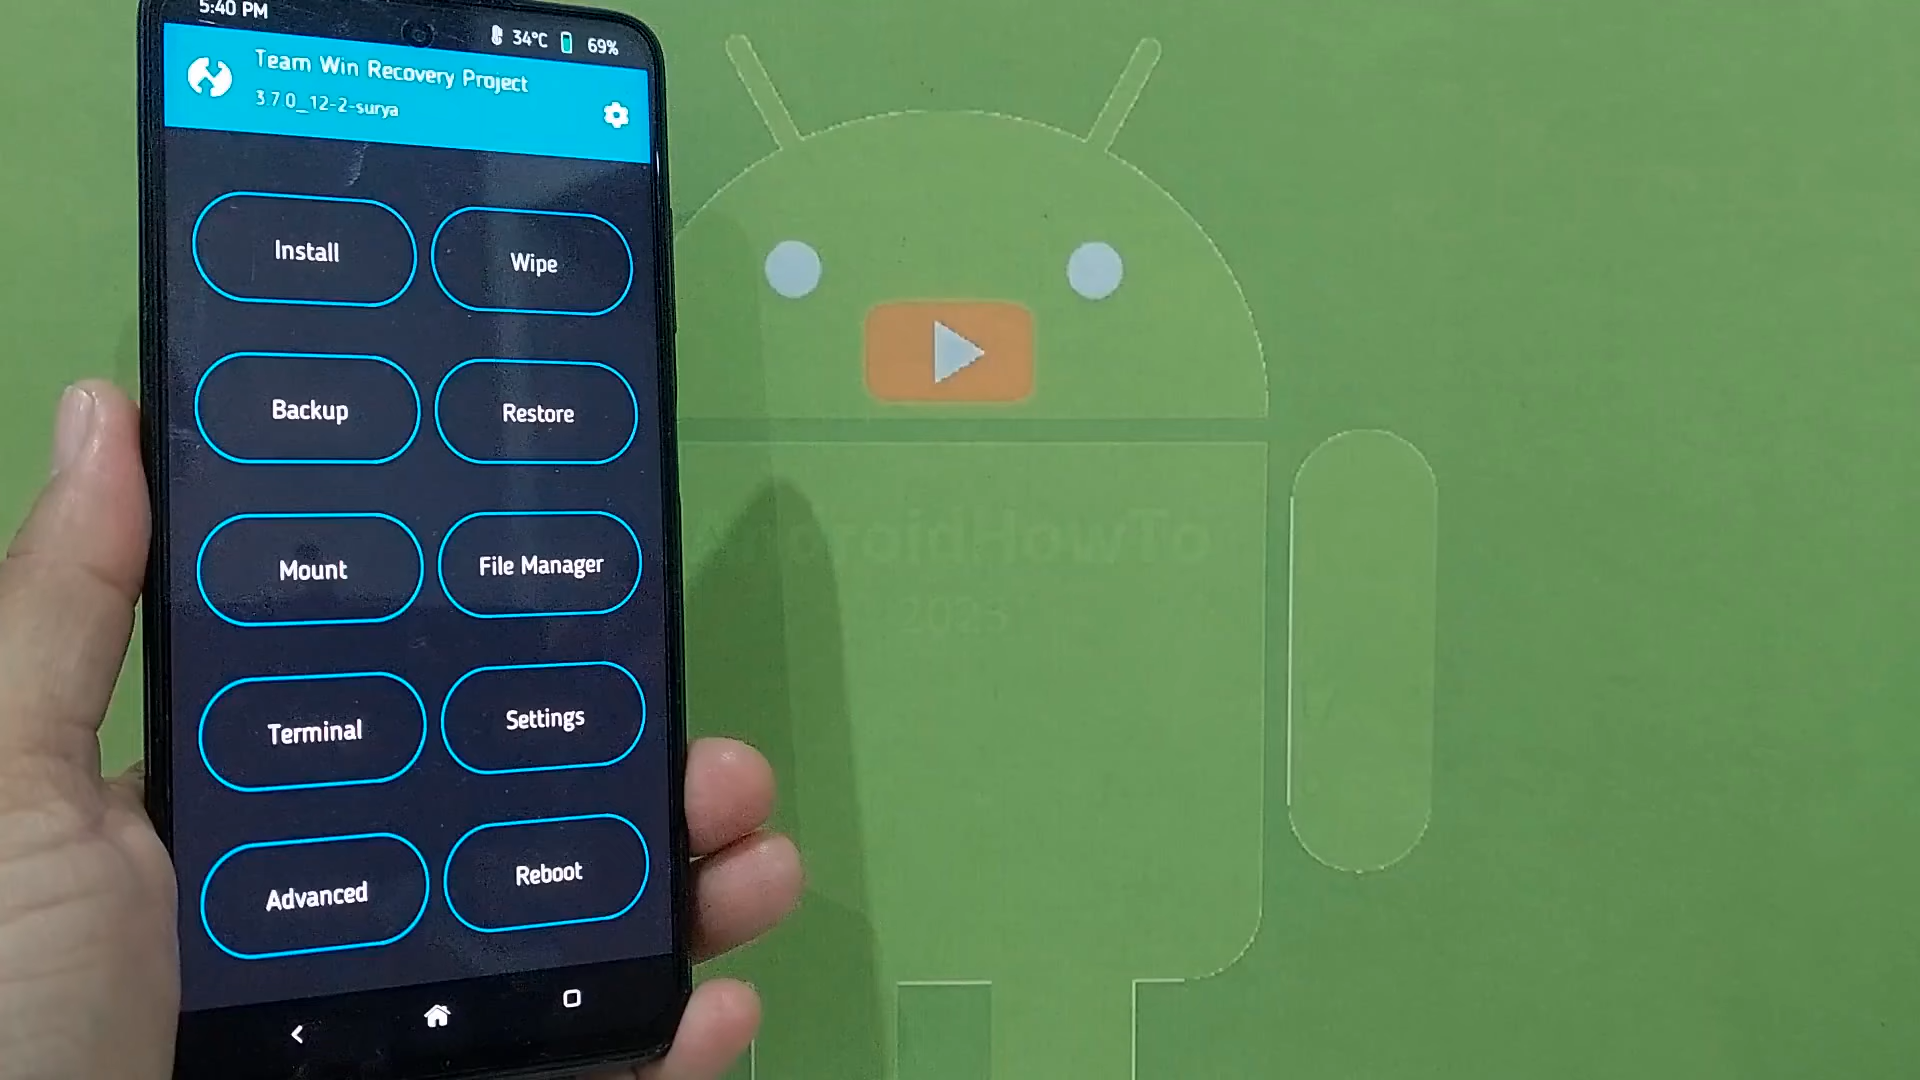 5:40 PM
34°C 69%
Team Win Recovery Project
3.7.0_12-2-surya
Install
Wipe
Backup
Restore
Mount
File Manager
Terminal
Settings
Advanced
Reboot
AndroidHowTo